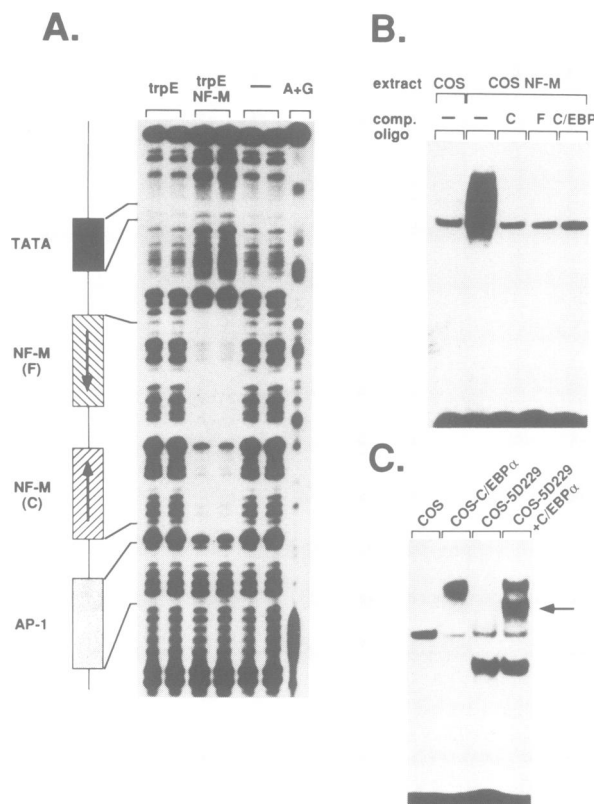 A.
trpE
trpE
NF-M
—
A+G
TATA
NF-M
(F)
NF-M
(C)
AP-1
B.
extract COS COS NF-M
comp.
oligo
— — C F C/EBP
C.
COS
COS-C/EBPα
COS-5D229
COS-5D229
+C/EBPα